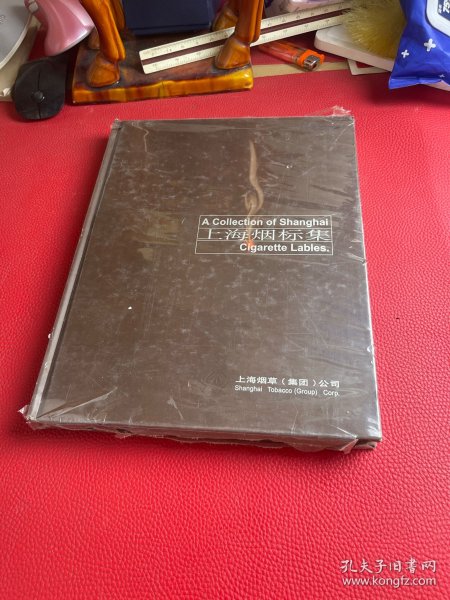 A Collection of Shanghai
上海烟标集
Cigarette Lables.
上海烟草（集团）公司
Shanghai Tobacco (Group) Corp.
孔夫子旧书网
www.kongfz.com